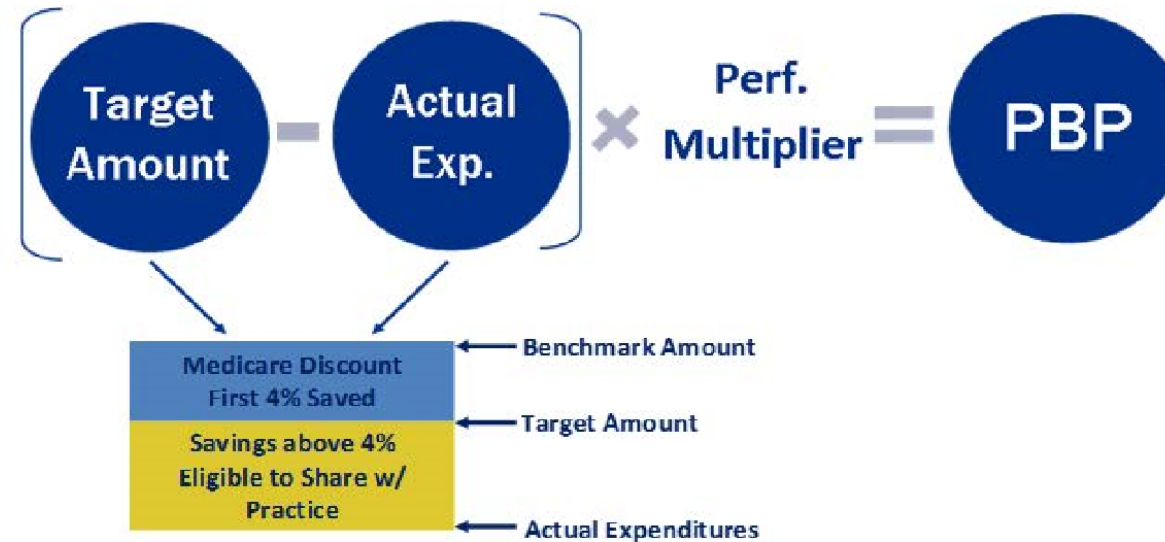 Target
Amount
Actual
Exp.
Perf.
Multiplier
PBP
Medicare Discount
First 4% Saved
Savings above 4%
Eligible to Share w/
Practice
Benchmark Amount
Target Amount
Actual Expenditures